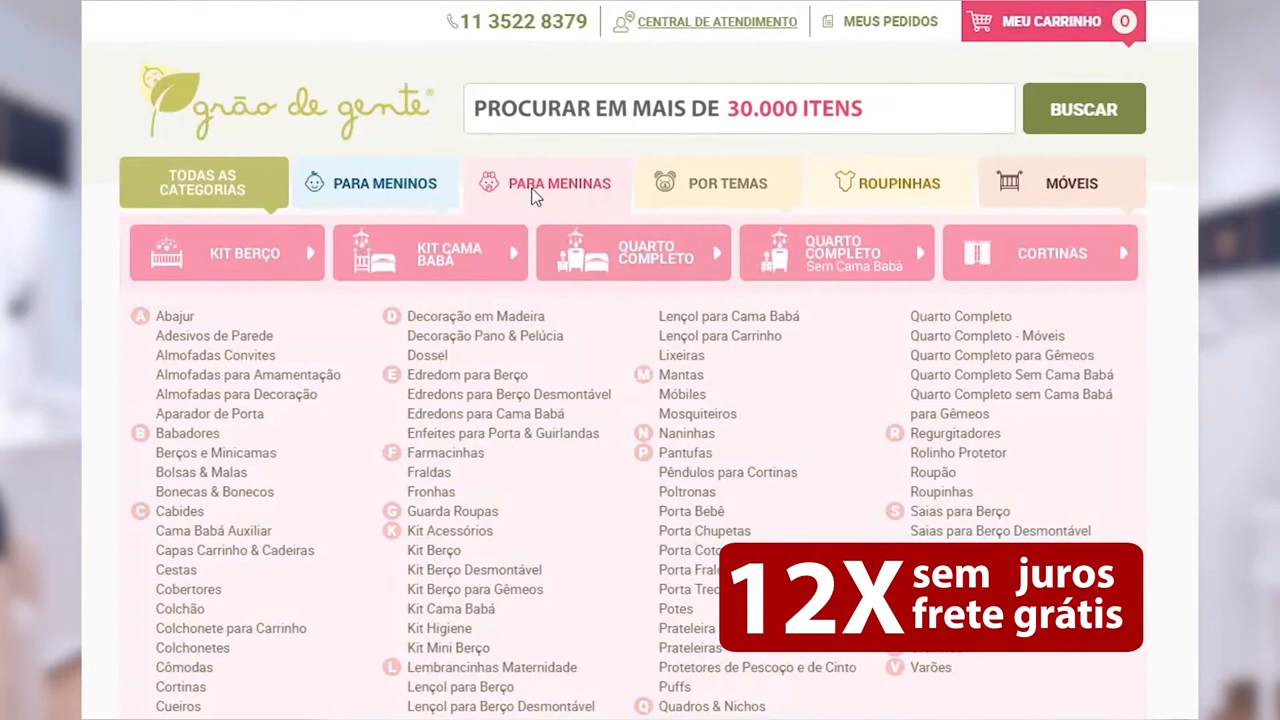 11 3522 8379
CENTRAL DE ATENDIMENTO
MEUS PEDIDOS
MEU CARRINHO 0
grão de gente®
PROCURAR EM MAIS DE 30.000 ITENS
BUSCAR
TODAS AS
CATEGORIAS
PARA MENINOS
PARA MENINAS
POR TEMAS
ROUPINHAS
MÓVEIS
KIT BERÇO
KIT CAMA
BABÁ
QUARTO
COMPLETO
QUARTO
COMPLETO
Sem Cama Babá
CORTINAS
A Abajur
Adesivos de Parede
Almofadas Convites
Almofadas para Amamentação
Almofadas para Decoração
Aparador de Porta
B Babadores
Berços e Minicamas
Bolsas & Malas
Bonecas & Bonecos
C Cabides
Cama Babá Auxiliar
Capas Carrinho & Cadeiras
Cestas
Cobertores
Colchão
Colchonete para Carrinho
Colchonetes
Cômodas
Cortinas
Cueiros
D Decoração em Madeira
Decoração Pano & Pelúcia
Dossel
E Edredom para Berço
Edredons para Berço Desmontável
Edredons para Cama Babá
Enfeites para Porta & Guirlandas
F Farmacinhas
Fraldas
Fronhas
G Guarda Roupas
K Kit Acessórios
Kit Berço
Kit Berço Desmontável
Kit Berço para Gêmeos
Kit Cama Babá
Kit Higiene
Kit Mini Berço
L Lembrancinhas Maternidade
Lençol para Berço
Lençol para Berço Desmontável
Lençol para Cama Babá
Lençol para Carrinho
Lixeiras
M Mantas
Móbiles
Mosquiteiros
N Naninhas
P Pantufas
Pêndulos para Cortinas
Poltronas
Porta Bebê
Porta Chupetas
Porta
Porta
Porta
Potes
Prateleira
Prateleiras
Protetores de Pescoço e de Cinto
Puffs
Q Quadros & Nichos
Quarto Completo
Quarto Completo - Móveis
Quarto Completo para Gêmeos
Quarto Completo Sem Cama Babá
Quarto Completo sem Cama Babá
para Gêmeos
R Regurgitadores
Rolinho Protetor
Roupão
Roupinhas
S Saias para Berço
Saias para Berço Desmontável
V Varões
12X sem juros
frete grátis